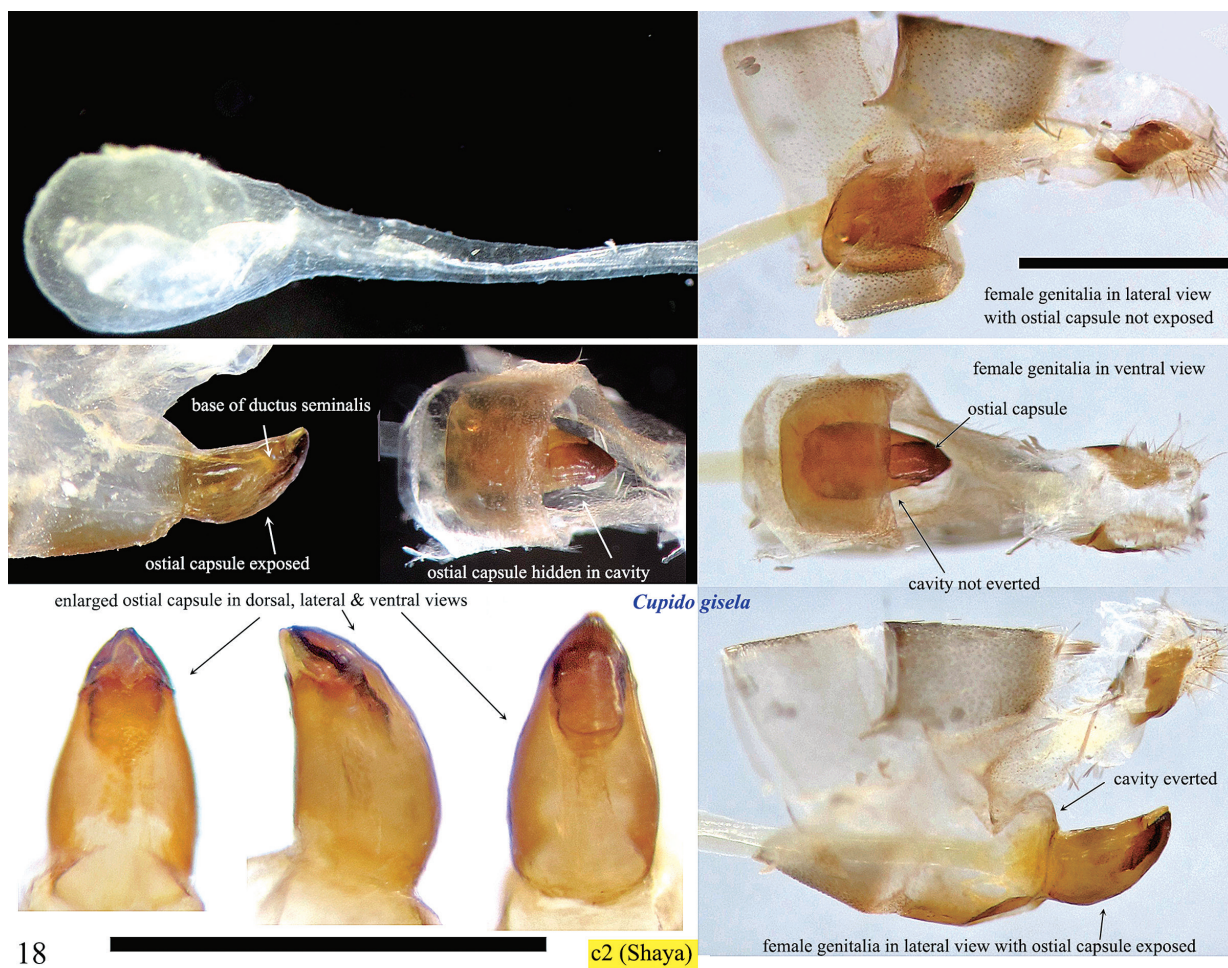 female genitalia in lateral view
with ostial capsule not exposed
base of ductus seminalis
ostial capsule exposed
ostial capsule hidden in cavity
female genitalia in ventral view
ostial capsule
cavity not everted
enlarged ostial capsule in dorsal, lateral & ventral views
Cupido gisela
cavity everted
female genitalia in lateral view with ostial capsule exposed
18
c2 (Shaya)